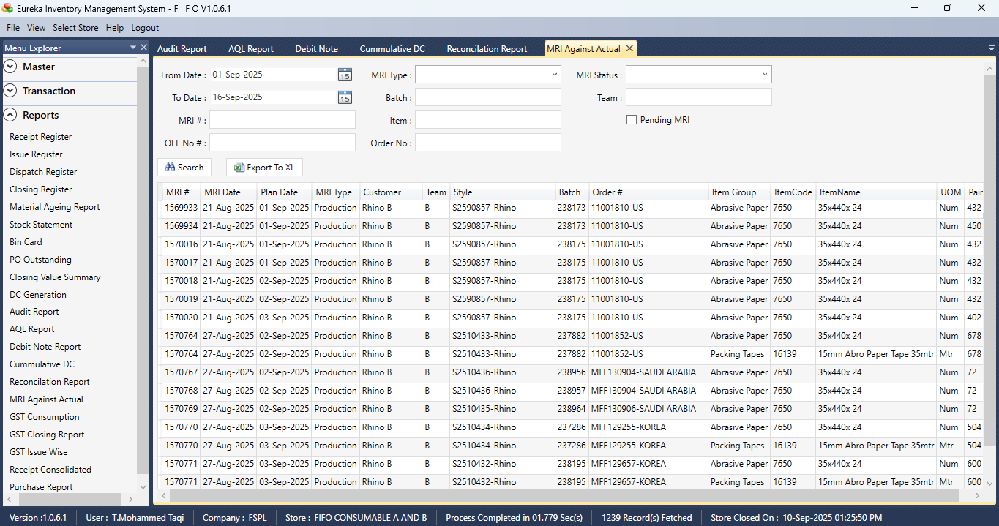 Eureka Inventory Management System - F I F O V1.0.6.1
File View Select Store Help Logout
Menu Explorer
Master
Transaction
Reports
Receipt Register
Issue Register
Dispatch Register
Closing Register
Material Ageing Report
Stock Statement
Bin Card
PO Outstanding
Closing Value Summary
DC Generation
Audit Report
AQL Report
Debit Note Report
Cummulative DC
Reconcilation Report
MRI Against Actual
GST Consumption
GST Closing Report
GST Issue Wise
Receipt Consolidated
Purchase Report
Audit Report AQL Report Debit Note Cummulative DC Reconcilation Report MRI Against Actual
From Date : 01-Sep-2025 15 MRI Type : MRI Status :
To Date : 16-Sep-2025 15 Batch : Team :
MRI # : Item : Pending MRI
OEF No # : Order No :
Search Export To XL
MRI # MRI Date Plan Date MRI Type Customer Team Style Batch Order # Item Group ItemCode ItemName UOM Pair
1569933 21-Aug-2025 01-Sep-2025 Production Rhino B B S2590857-Rhino 238173 11001810-US Abrasive Paper 7650 35x440x 24 Num 432
1569934 21-Aug-2025 01-Sep-2025 Production Rhino B B S2590857-Rhino 238173 11001810-US Abrasive Paper 7650 35x440x 24 Num 450
1570016 21-Aug-2025 01-Sep-2025 Production Rhino B B S2590857-Rhino 238175 11001810-US Abrasive Paper 7650 35x440x 24 Num 432
1570017 21-Aug-2025 01-Sep-2025 Production Rhino B B S2590857-Rhino 238175 11001810-US Abrasive Paper 7650 35x440x 24 Num 432
1570018 21-Aug-2025 02-Sep-2025 Production Rhino B B S2590857-Rhino 238175 11001810-US Abrasive Paper 7650 35x440x 24 Num 432
1570019 21-Aug-2025 02-Sep-2025 Production Rhino B B S2590857-Rhino 238175 11001810-US Abrasive Paper 7650 35x440x 24 Num 432
1570020 21-Aug-2025 03-Sep-2025 Production Rhino B B S2590857-Rhino 238175 11001810-US Abrasive Paper 7650 35x440x 24 Num 402
1570764 27-Aug-2025 02-Sep-2025 Production Rhino B B S2510433-Rhino 237882 11001852-US Abrasive Paper 7650 35x440x 24 Num 678
1570764 27-Aug-2025 02-Sep-2025 Production Rhino B B S2510433-Rhino 237882 11001852-US Packing Tapes 16139 15mm Abro Paper Tape 35mtr Mtr 678
1570767 27-Aug-2025 02-Sep-2025 Production Rhino B B S2510436-Rhino 238956 MFF130904-SAUDI ARABIA Abrasive Paper 7650 35x440x 24 Num 72
1570768 27-Aug-2025 02-Sep-2025 Production Rhino B B S2510436-Rhino 238957 MFF130904-SAUDI ARABIA Abrasive Paper 7650 35x440x 24 Num 72
1570769 27-Aug-2025 02-Sep-2025 Production Rhino B B S2510435-Rhino 238964 MFF130906-SAUDI ARABIA Abrasive Paper 7650 35x440x 24 Num 72
1570770 27-Aug-2025 03-Sep-2025 Production Rhino B B S2510434-Rhino 237286 MFF129255-KOREA Abrasive Paper 7650 35x440x 24 Num 504
1570770 27-Aug-2025 03-Sep-2025 Production Rhino B B S2510434-Rhino 237286 MFF129255-KOREA Packing Tapes 16139 15mm Abro Paper Tape 35mtr Mtr 504
1570771 27-Aug-2025 03-Sep-2025 Production Rhino B B S2510432-Rhino 238195 MFF129657-KOREA Abrasive Paper 7650 35x440x 24 Num 600
1570771 27-Aug-2025 03-Sep-2025 Production Rhino B B S2510432-Rhino 238195 MFF129657-KOREA Packing Tapes 16139 15mm Abro Paper Tape 35mtr Mtr 600
Version :1.0.6.1 User : T.Mohammed Taqi Company : FSPL Store : FIFO CONSUMABLE A AND B Process Completed in 01.779 Sec(s) 1239 Record(s) Fetched Store Closed On : 10-Sep-2025 01:25:50 PM